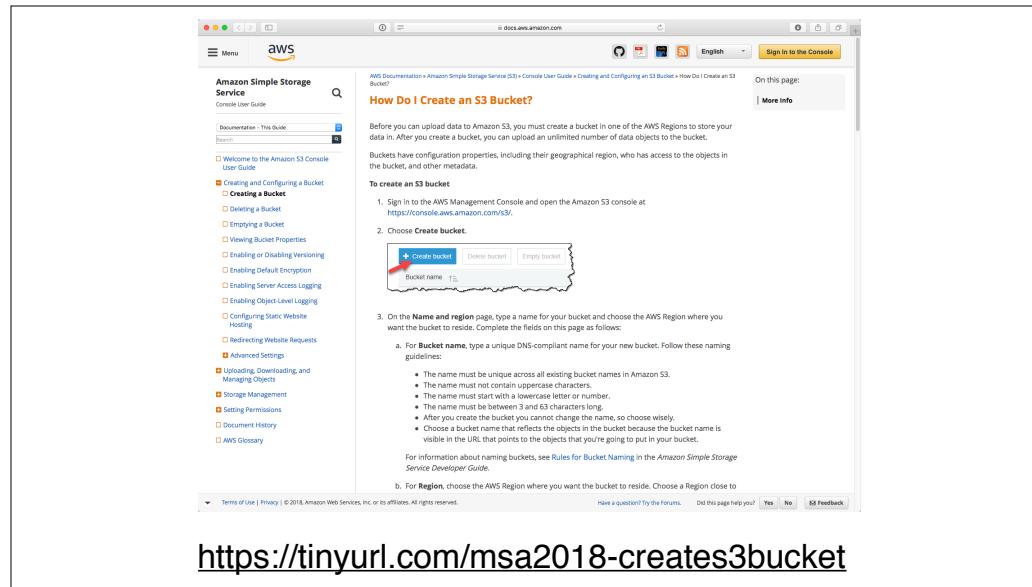 docs.aws.amazon.com
Menu
aws
English
Sign In to the Console
Amazon Simple Storage
Service
Console User Guide
Documentation - This Guide
Search
Welcome to the Amazon S3 Console
User Guide
Creating and Configuring a Bucket
Creating a Bucket
Deleting a Bucket
Emptying a Bucket
Viewing Bucket Properties
Enabling or Disabling Versioning
Enabling Default Encryption
Enabling Server Access Logging
Enabling Object-Level Logging
Configuring Static Website
Hosting
Redirecting Website Requests
Advanced Settings
Uploading, Downloading, and
Managing Objects
Storage Management
Setting Permissions
Document History
AWS Glossary
AWS Documentation » Amazon Simple Storage Service (S3) » Console User Guide » Creating and Configuring an S3 Bucket » How Do I Create an S3
Bucket?
How Do I Create an S3 Bucket?
Before you can upload data to Amazon S3, you must create a bucket in one of the AWS Regions to store your
data in. After you create a bucket, you can upload an unlimited number of data objects to the bucket.
Buckets have configuration properties, including their geographical region, who has access to the objects in
the bucket, and other metadata.
To create an S3 bucket
1. Sign in to the AWS Management Console and open the Amazon S3 console at
https://console.aws.amazon.com/s3/.
2. Choose Create bucket.
+ Create bucket Delete bucket Empty bucket
Bucket name
3. On the Name and region page, type a name for your bucket and choose the AWS Region where you
want the bucket to reside. Complete the fields on this page as follows:
a. For Bucket name, type a unique DNS-compliant name for your new bucket. Follow these naming
guidelines:
• The name must be unique across all existing bucket names in Amazon S3.
• The name must not contain uppercase characters.
• The name must start with a lowercase letter or number.
• The name must be between 3 and 63 characters long.
• After you create the bucket you cannot change the name, so choose wisely.
• Choose a bucket name that reflects the objects in the bucket because the bucket name is
visible in the URL that points to the objects that you're going to put in your bucket.
For information about naming buckets, see Rules for Bucket Naming in the Amazon Simple Storage
Service Developer Guide.
b. For Region, choose the AWS Region where you want the bucket to reside. Choose a Region close to
On this page:
More Info
Terms of Use | Privacy | © 2018, Amazon Web Services, Inc. or its affiliates. All rights reserved.
Have a question? Try the Forums.
Did this page help you? Yes No Feedback
https://tinyurl.com/msa2018-creates3bucket